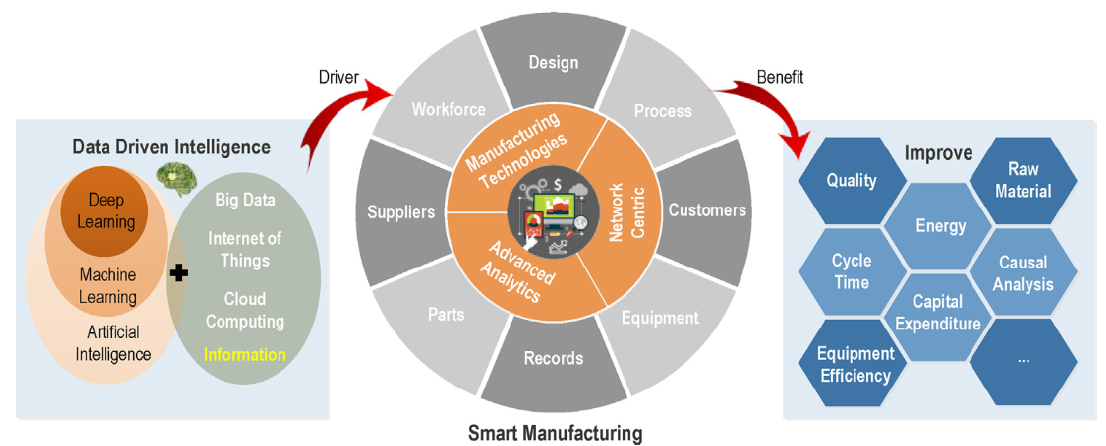 Data Driven Intelligence
Deep
Learning
Machine
Learning
Artificial
Intelligence
Big Data
Internet of
Things
Cloud
Computing
Information
Driver
Design
Workforce
Process
Suppliers
Customers
Parts
Equipment
Records
Manufacturing
Technologies
Network
Centric
Advanced
Analytics
$
Smart Manufacturing
Benefit
Improve
Quality
Raw
Material
Energy
Cycle
Time
Causal
Analysis
Capital
Expenditure
Equipment
Efficiency
...